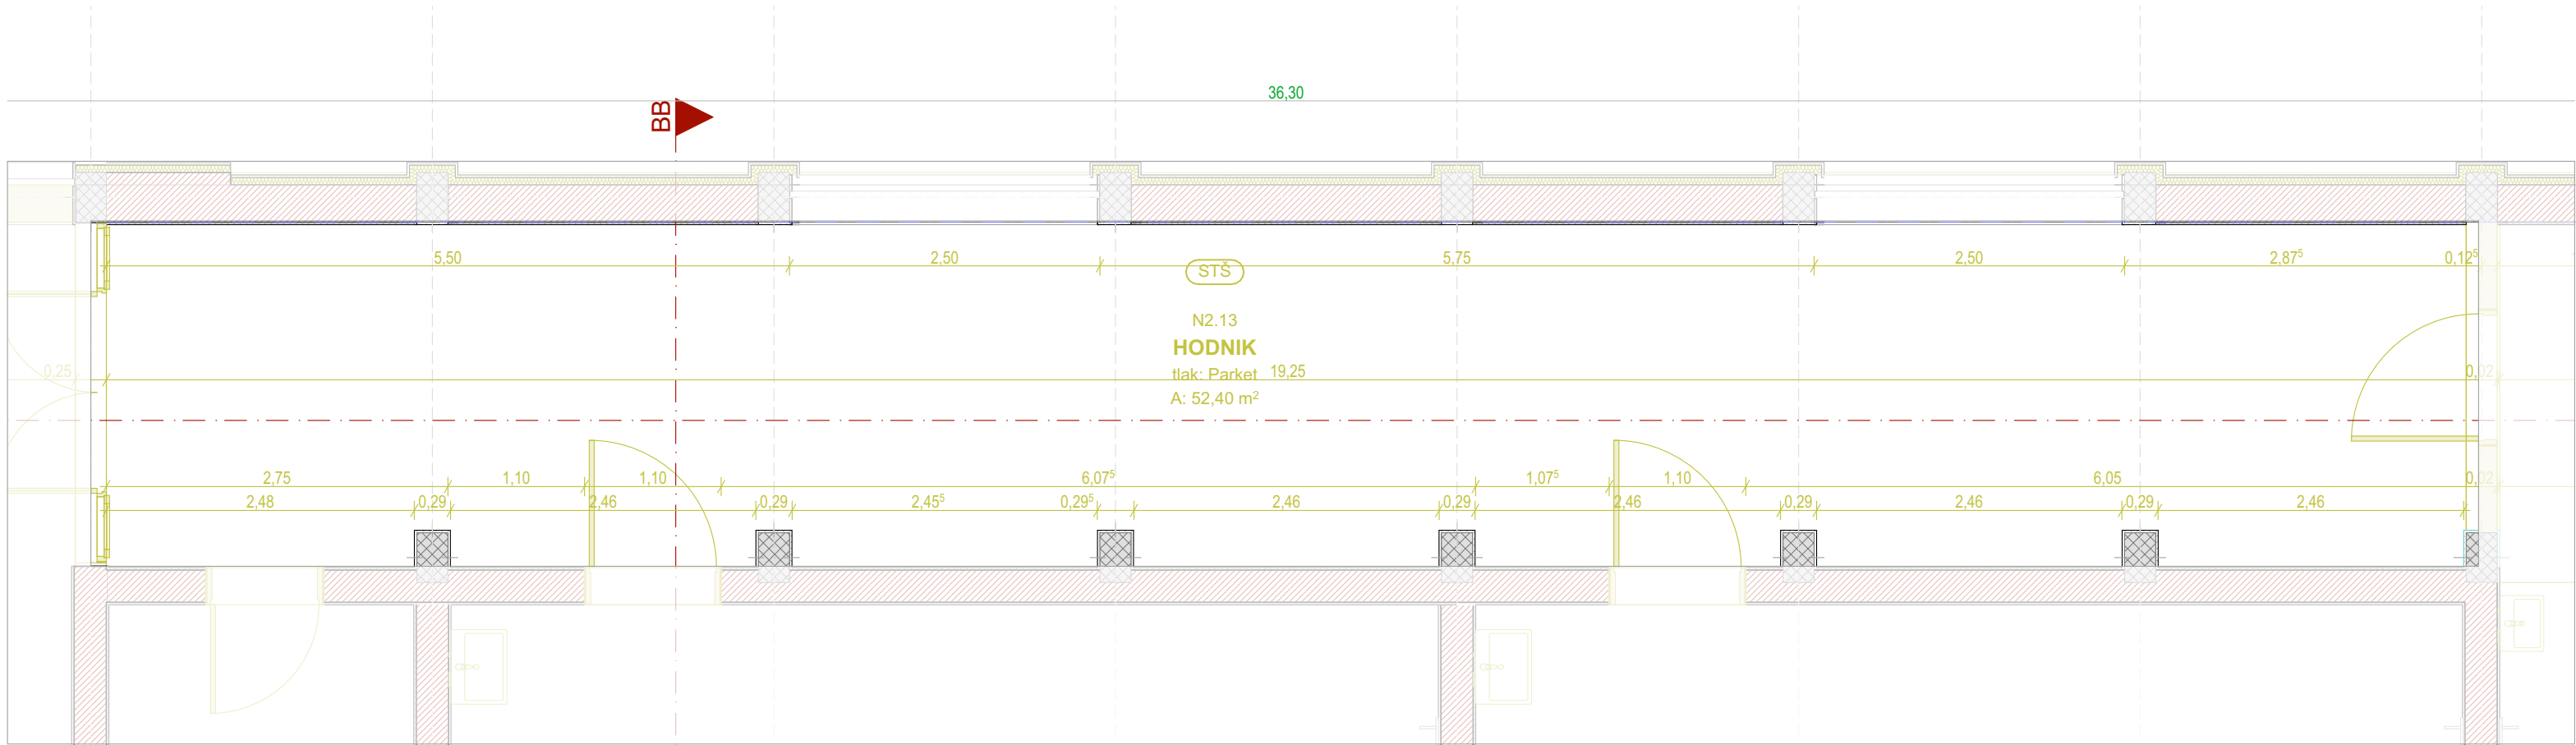 36,30
BB
5,50 2,50 5,75 2,50 2,87⁵ 0,12⁵
STŠ
N2.13
HODNIK
tlak: Parket
A: 52,40 m²
0,25 19,25 0,02
2,75 1,10 1,10 6,07⁵ 1,07⁵ 1,10 6,05 0,02
2,48 0,29 2,46 0,29 2,45⁵ 0,29⁵ 2,46 0,29 2,46 0,29 2,46 0,29 2,46